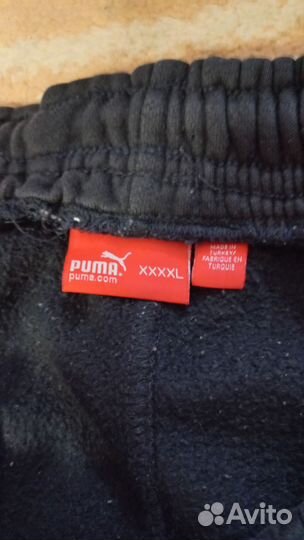 PUMA
puma.com
XXXXL
MADE IN
TURKEY/
FABRIQUE EN
TURQUIE
Avito